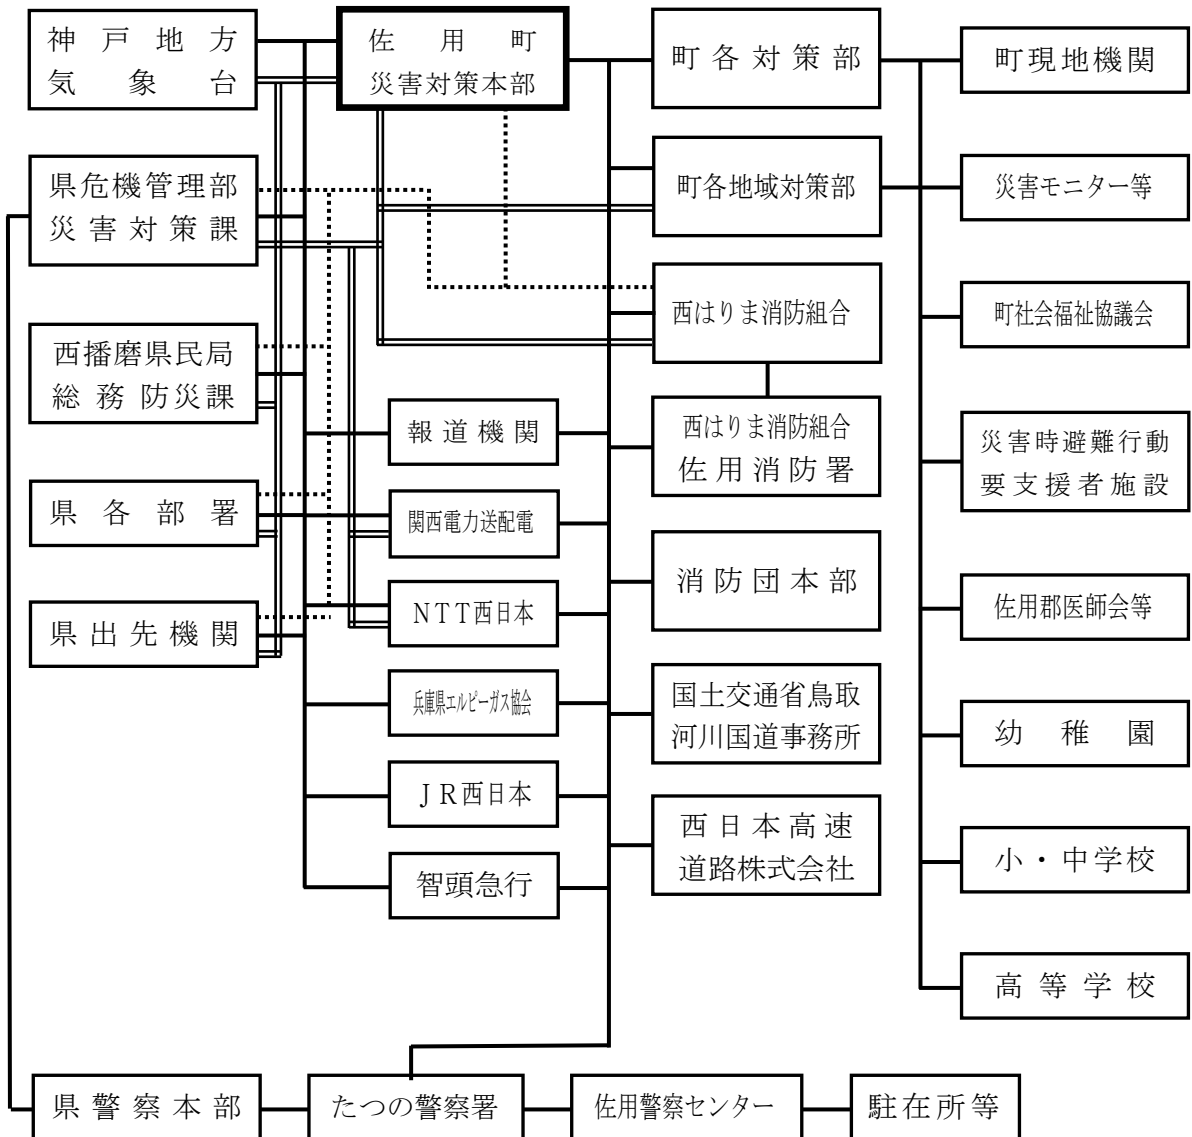 神戸地方
気象台
佐用町
災害対策本部
町各対策部
町現地機関
県危機管理部
災害対策課
町各地域対策部
災害モニター等
西はりま消防組合
町社会福祉協議会
西播磨県民局
総務防災課
報道機関
西はりま消防組合
佐用消防署
災害時避難行動
要支援者施設
県各部署
関西電力送配電
消防団本部
佐用郡医師会等
県出先機関
NTT西日本
兵庫県エルピーガス協会
国土交通省鳥取
河川国道事務所
幼稚園
JR西日本
西日本高速
道路株式会社
小・中学校
智頭急行
高等学校
県警察本部
たつの警察署
佐用警察センター
駐在所等